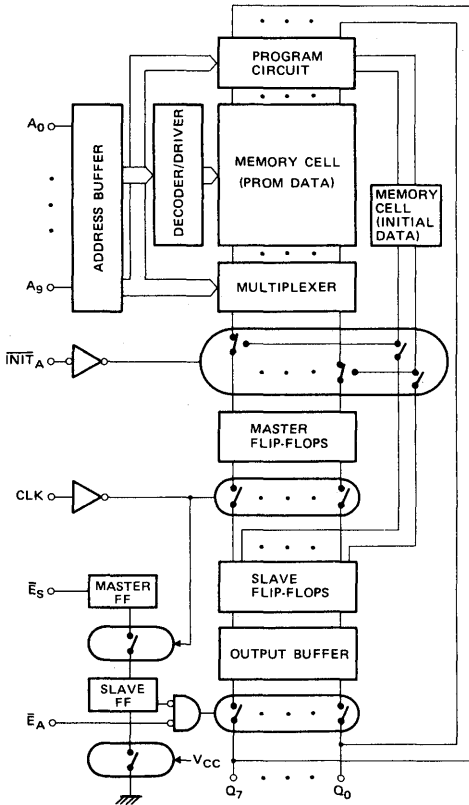 PROGRAM
CIRCUIT
A0
ADDRESS BUFFER
DECODER/DRIVER
MEMORY CELL
(PROM DATA)
MEMORY
CELL
(INITIAL
DATA)
A9
MULTIPLEXER
INITA
MASTER
FLIP-FLOPS
CLK
ES
MASTER
FF
SLAVE
FLIP-FLOPS
OUTPUT BUFFER
SLAVE
FF
EA
VCC
Q7
Q0